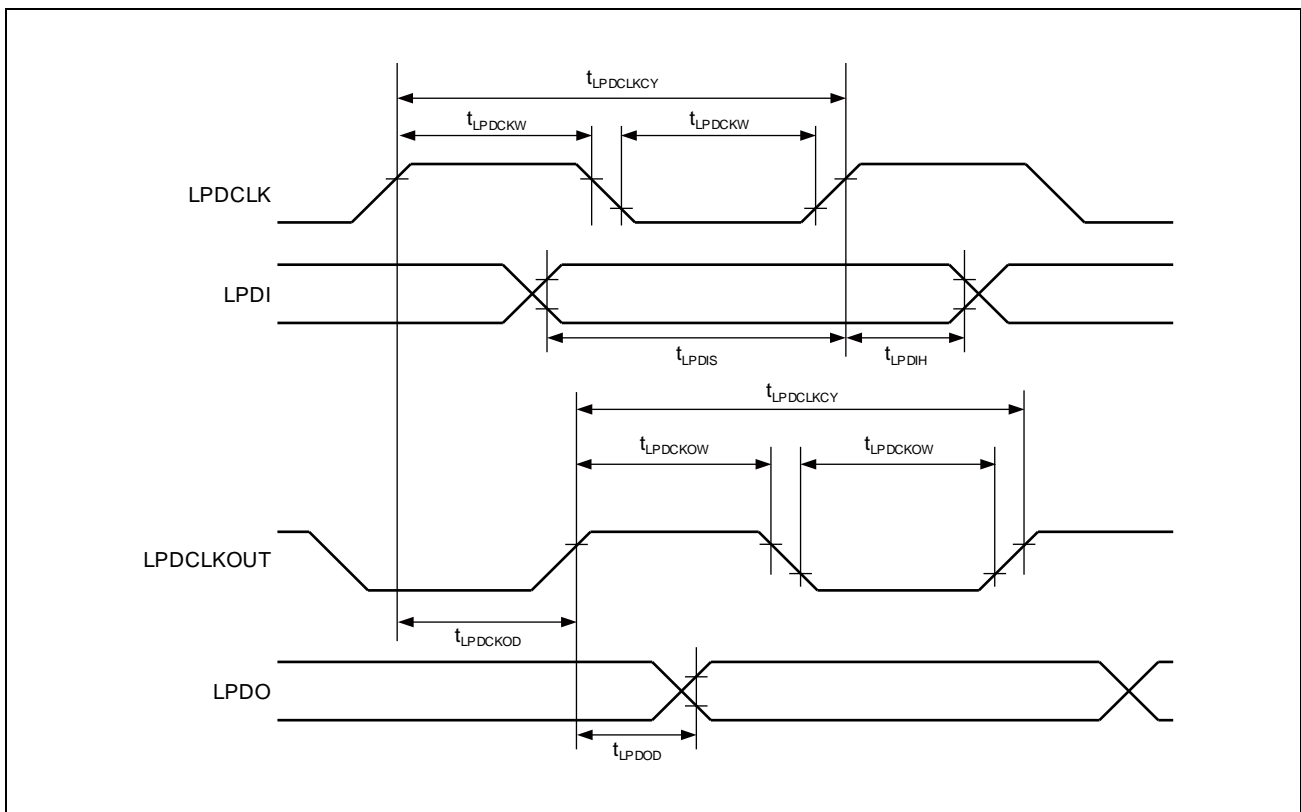 tLPDCLKCY
tLPDCKW tLPDCKW
LPDCLK
LPDI
tLPDIS tLPDIH
tLPDCLKCY
tLPDCKOW tLPDCKOW
LPDCLKOUT
tLPDCKOD
LPDO
tLPDOD